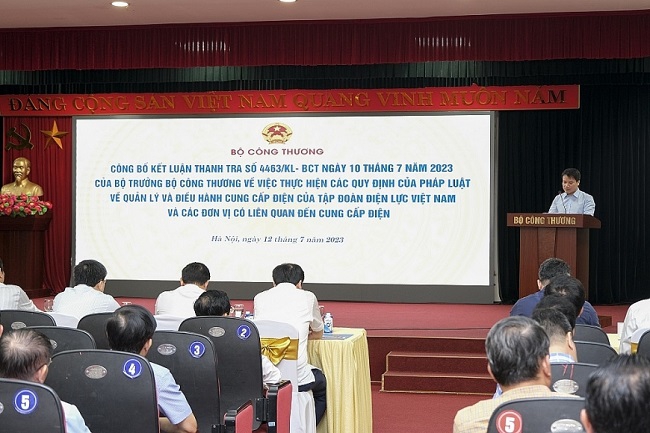 ĐẢNG CỘNG SẢN VIỆT NAM QUANG VINH MUÔN NĂM
BỘ CÔNG THƯƠNG
CÔNG BỐ KẾT LUẬN THANH TRA SỐ 4463/KL- BCT NGÀY 10 THÁNG 7 NĂM 2023
CỦA BỘ TRƯỞNG BỘ CÔNG THƯƠNG VỀ VIỆC THỰC HIỆN CÁC QUY ĐỊNH CỦA PHÁP LUẬT
VỀ QUẢN LÝ VÀ ĐIỀU HÀNH CUNG CẤP ĐIỆN CỦA TẬP ĐOÀN ĐIỆN LỰC VIỆT NAM
VÀ CÁC ĐƠN VỊ CÓ LIÊN QUAN ĐẾN CUNG CẤP ĐIỆN
Hà Nội, ngày 12 tháng 7 năm 2023
BỘ CÔNG THƯƠNG
2
3
4
5
5